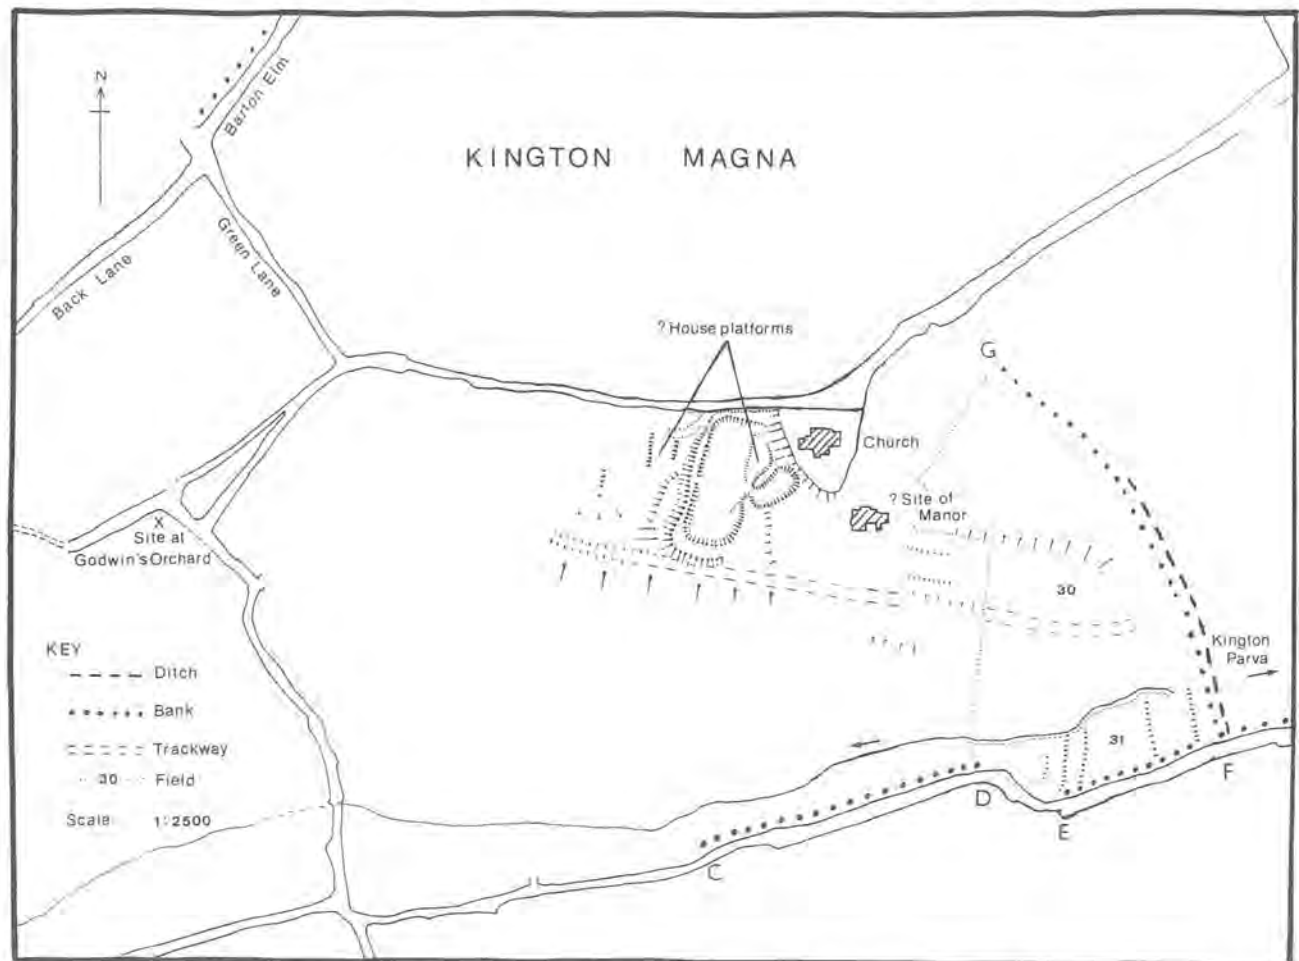 N
Barton Elm
KINGTON MAGNA
Back Lane
Green Lane
? House platforms
G
Church
? Site of
Manor
X
Site at
Godwin's Orchard
30
Kington
Parva
KEY
Ditch
Bank
Trackway
30 Field
Scale 1:2500
31
F
D
E
C